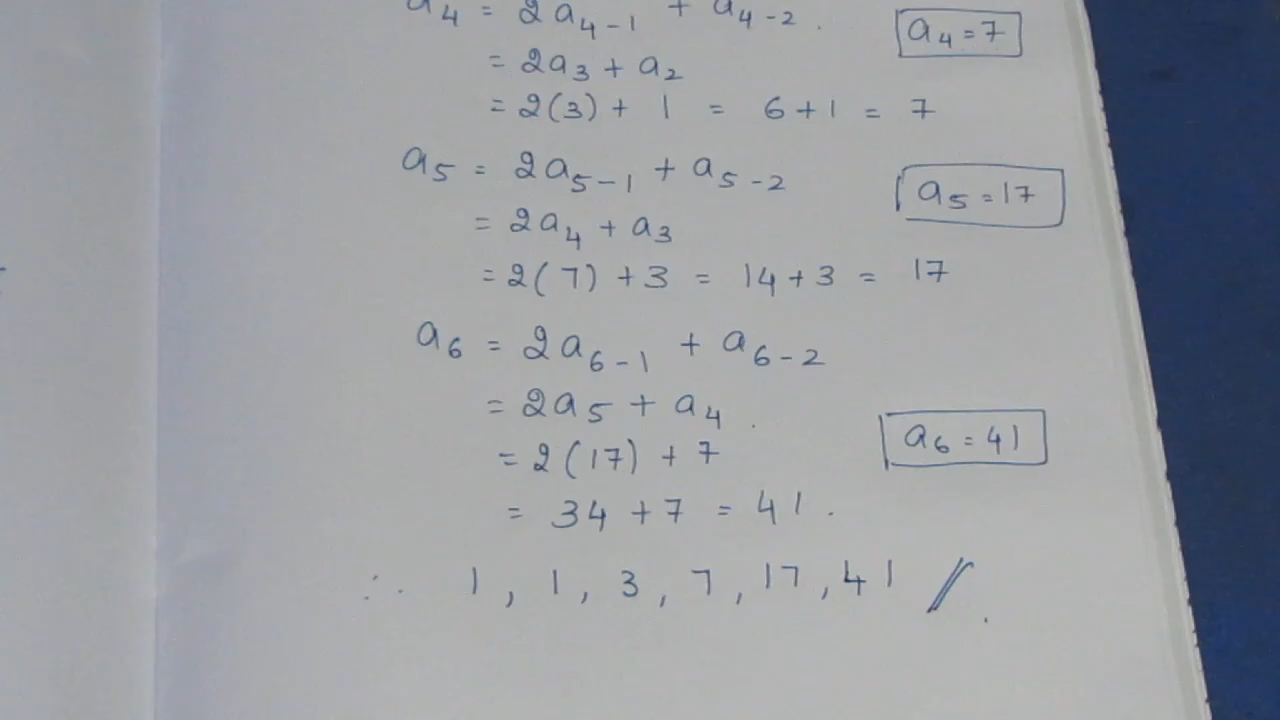 a₄ = 2a₄₋₁ + a₄₋₂ . a₄ = 7
= 2a₃ + a₂
= 2(3) + 1 = 6+1 = 7
a₅ = 2a₅₋₁ + a₅₋₂
a₅ = 17
= 2a₄ + a₃
= 2(7) + 3 = 14+3 = 17
a₆ = 2a₆₋₁ + a₆₋₂
= 2a₅ + a₄ .
a₆ = 41
= 2(17) + 7
= 34 + 7 = 41 .
∴ 1 , 1 , 3 , 7 , 17 , 41 // .